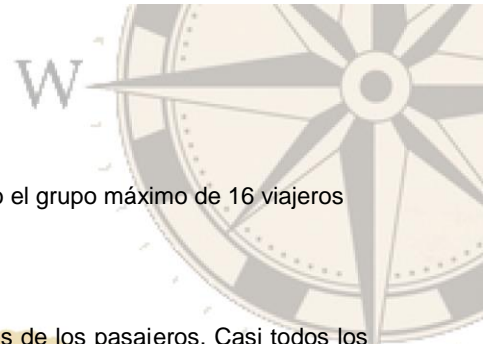 W
o el grupo máximo de 16 viajeros
s de los pasajeros. Casi todos los